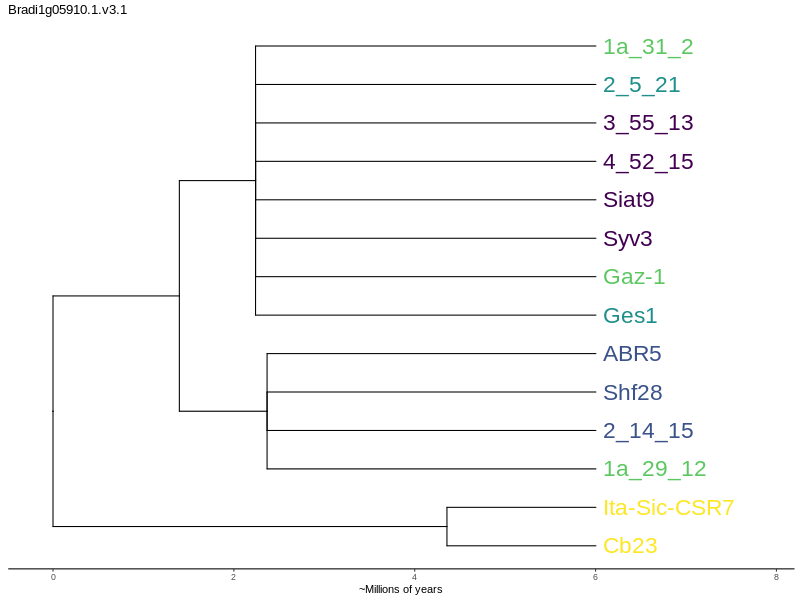 Bradi1g05910.1.v3.1
1a_31_2
2_5_21
3_55_13
4_52_15
Siat9
Syv3
Gaz-1
Ges1
ABR5
Shf28
2_14_15
1a_29_12
Ita-Sic-CSR7
Cb23
0 2 4 6 8
~Millions of years